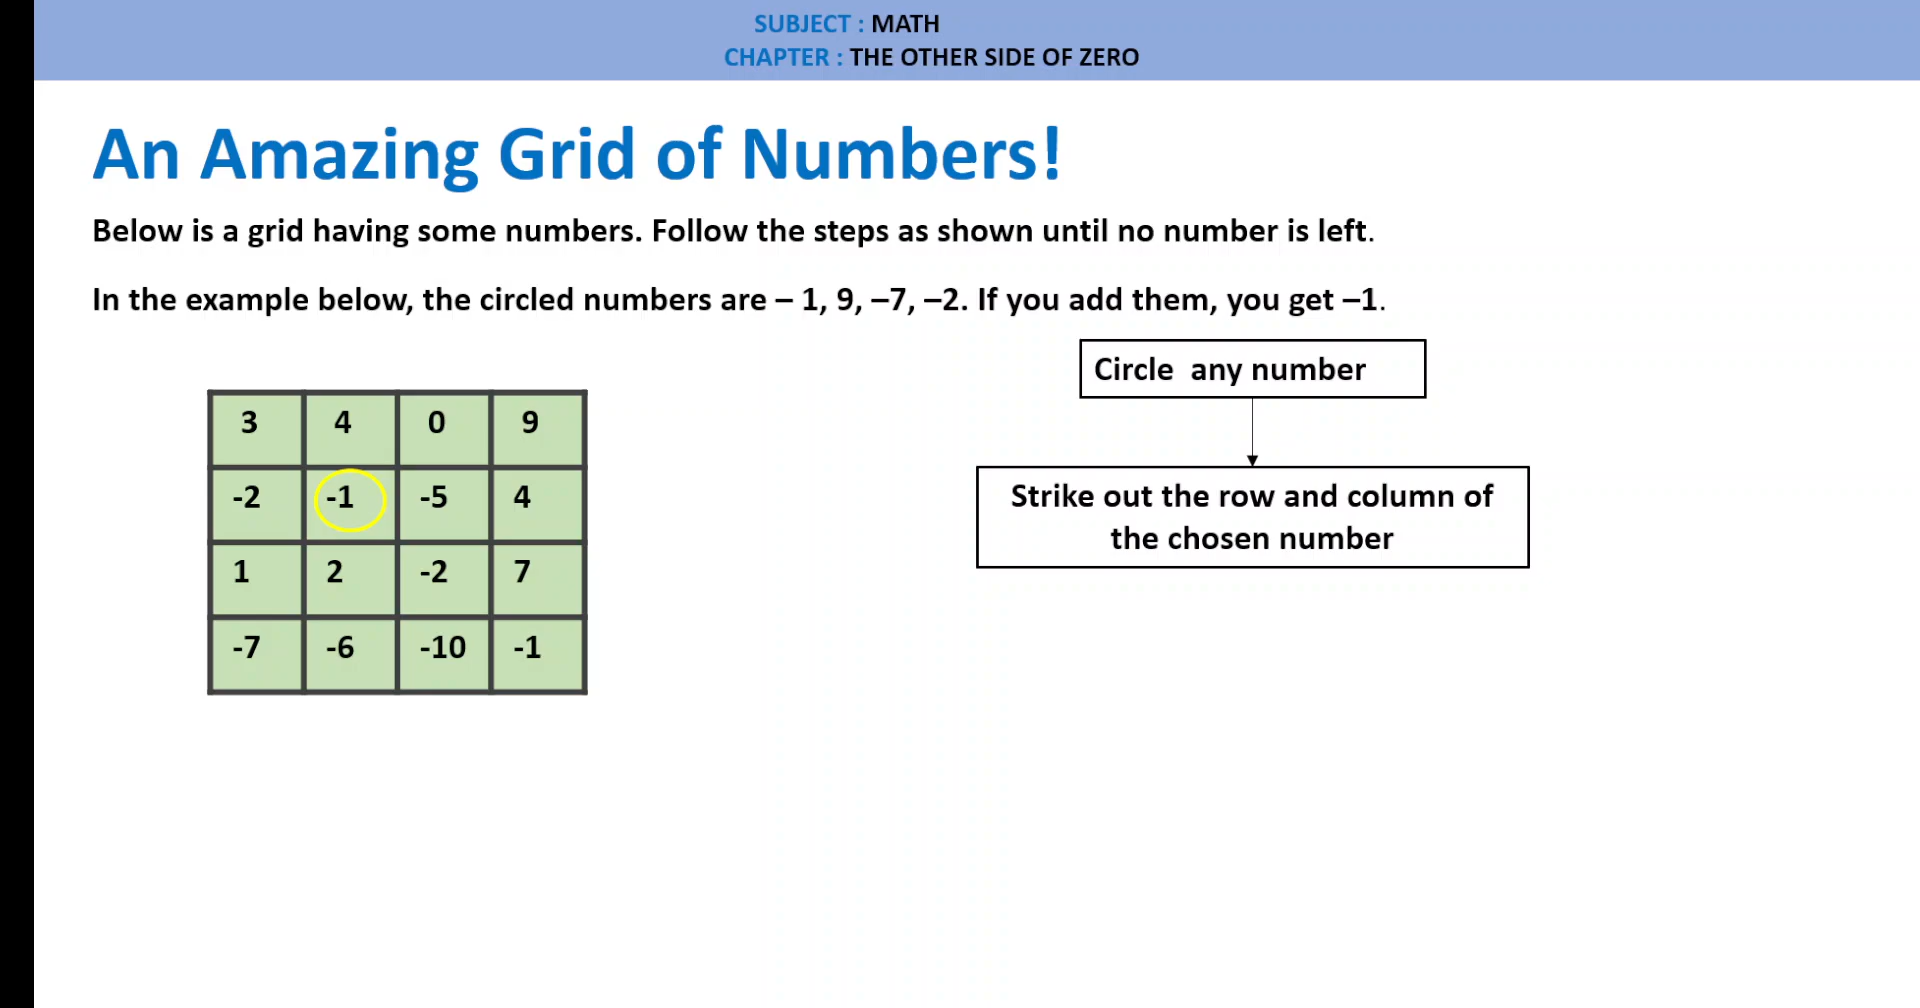 SUBJECT : MATH
CHAPTER : THE OTHER SIDE OF ZERO
An Amazing Grid of Numbers!
Below is a grid having some numbers. Follow the steps as shown until no number is left.
In the example below, the circled numbers are – 1, 9, –7, –2. If you add them, you get –1.
Circle any number
Strike out the row and column of
the chosen number
3 4 0 9
-2 -1 -5 4
1 2 -2 7
-7 -6 -10 -1